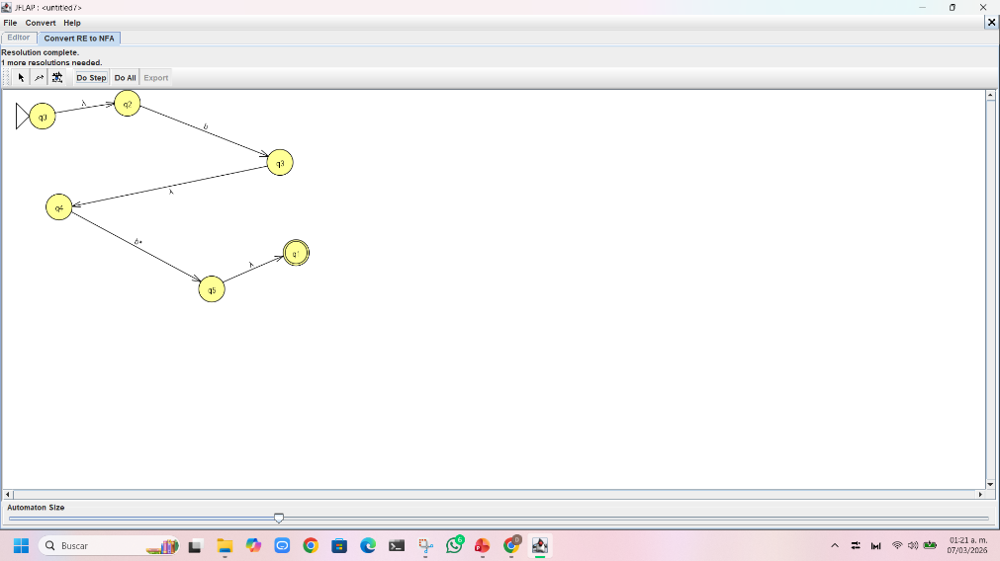 JFLAP : <untitled7>
File Convert Help
Editor Convert RE to NFA
Resolution complete.
1 more resolutions needed.
Do Step Do All Export
q0
λ
q2
b
q3
λ
q4
b*
q5
λ
q1
Automaton Size
Buscar
6
01:21 a. m.
07/03/2026